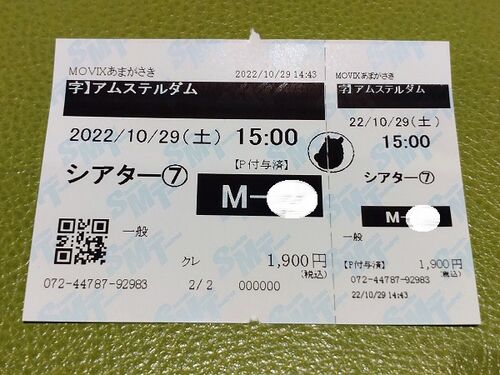 MOVIXあまがさき 2022/10/29 14:43
字】アムステルダム
2022/10/29(土) 15:00
【P付与済】
シアター⑦ M-
一般
クレ 1,900円
(税込)
072-44787-92983 2/2 000000
MOVIXあまがさき
字】アムステルダム
22/10/29(土)
15:00
シアター⑦
M-
一般
【P付与済】 1,900円
(税込)
072-44787-92983
22/10/29 14:43
SMT